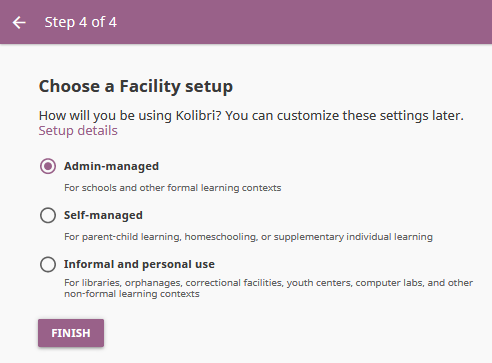 Step 4 of 4
Choose a Facility setup
How will you be using Kolibri? You can customize these settings later.
Setup details
Admin-managed
For schools and other formal learning contexts
Self-managed
For parent-child learning, homeschooling, or supplementary individual learning
Informal and personal use
For libraries, orphanages, correctional facilities, youth centers, computer labs, and other
non-formal learning contexts
FINISH